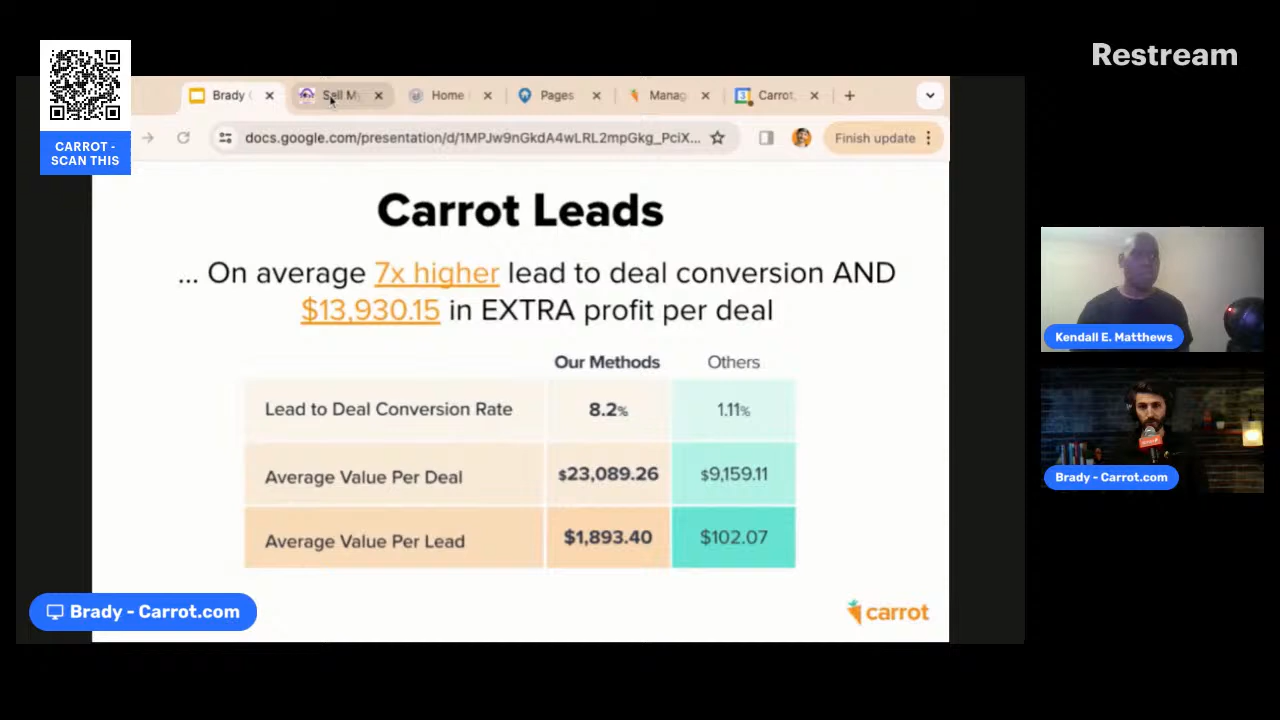 Restream
CARROT -
SCAN THIS
Brady
Sell My
Home
Pages
Manag
Carrot
docs.google.com/presentation/d/1MPJw9nGkdA4wLRL2mpGkg_PciX...
Finish update
Carrot Leads
... On average 7x higher lead to deal conversion AND
$13,930.15 in EXTRA profit per deal
Our Methods Others
Lead to Deal Conversion Rate 8.2% 1.11%
Average Value Per Deal $23,089.26 $9,159.11
Average Value Per Lead $1,893.40 $102.07
carrot
Brady - Carrot.com
Kendall E. Matthews
Brady - Carrot.com